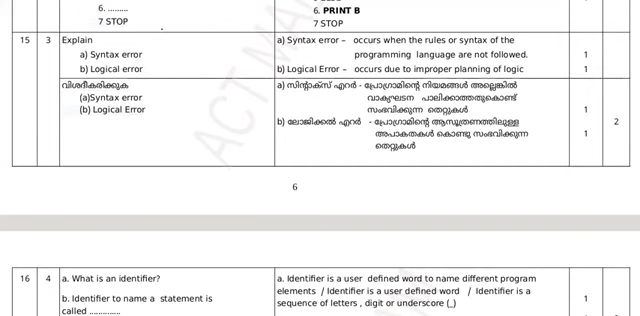 6. .........
6. PRINT B
7 STOP
7 STOP
15 3 Explain
a) Syntax error
b) Logical error
a) Syntax error – occurs when the rules or syntax of the
programming language are not followed. 1
b) Logical Error – occurs due to improper planning of logic 1
വിശദീകരിക്കുക
(a)Syntax error
(b) Logical Error
a) സിന്റാക്സ് എറർ - പ്രോഗ്രാമിന്റെ നിയമങ്ങൾ അല്ലെങ്കിൽ
വാക്യഘടന പാലിക്കാത്തതുകൊണ്ട്
സംഭവിക്കുന്ന തെറ്റുകൾ 1
b) ലോജിക്കൽ എറർ - പ്രോഗ്രാമിന്റെ ആസൂത്രണത്തിലുള്ള
അപാകതകൾ കൊണ്ടു സംഭവിക്കുന്ന 1
തെറ്റുകൾ
2
6
16 4 a. What is an identifier?
b. Identifier to name a statement is
called .............
a. Identifier is a user defined word to name different program
elements / Identifier is a user defined word / Identifier is a
sequence of letters , digit or underscore (_) 1